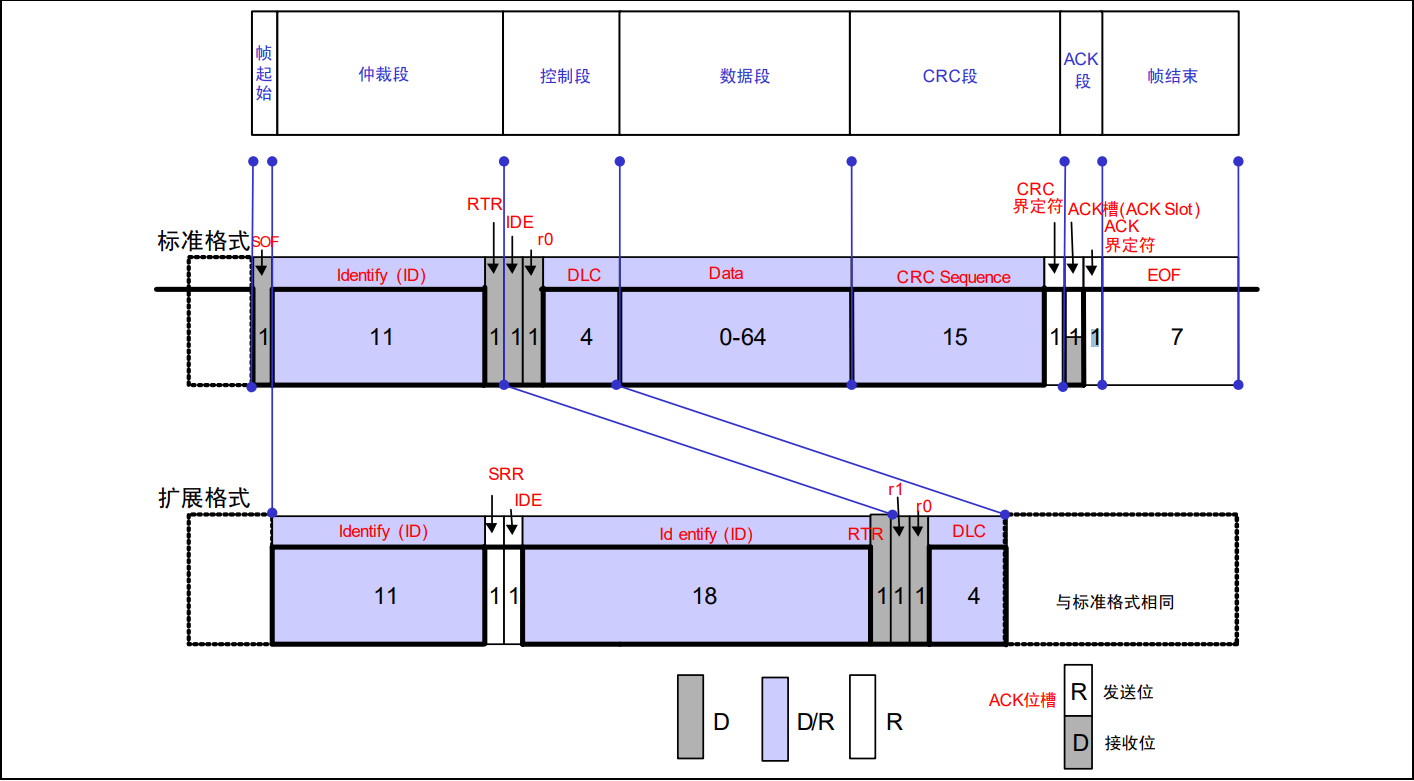 帧
起
始
仲裁段
控制段
数据段
CRC段
ACK
段
帧结束
RTR
IDE
r0
CRC
界定符
ACK槽(ACK Slot)
ACK
界定符
标准格式
SOF
Identify (ID)
DLC
Data
CRC Sequence
EOF
1
11
1
1
1
4
0-64
15
1
1
1
7
SRR
IDE
r1
r0
扩展格式
Identify (ID)
Id entify (ID)
RTR
DLC
11
1
1
18
1
1
1
4
与标准格式相同
D
D/R
R
ACK位槽
R
发送位
D
接收位